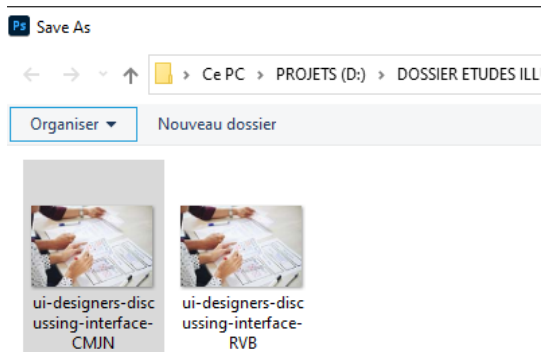 Ps Save As
Ce PC > PROJETS (D:) > DOSSIER ETUDES ILL
Organiser Nouveau dossier
ui-designers-disc
ussing-interface-
CMJN
ui-designers-disc
ussing-interface-
RVB